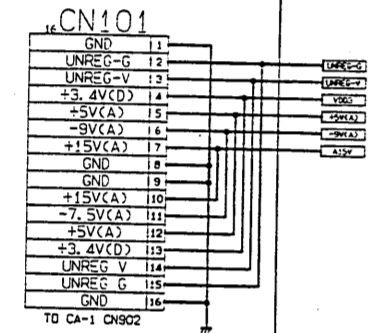 CN101
16
GND 1
UNREG-G 2
UNREG-V 3
+3.4V(D) 4
+5V(A) 5
-9V(A) 6
+15V(A) 7
GND 8
GND 9
+15V(A) 10
-7.5V(A) 11
+5V(A) 12
+3.4V(D) 13
UNREG V 14
UNREG G 15
GND 16
TO CA-1 CN902
UNREG-G
UNREG-V
VDD3
+5V(A)
-9V(A)
A15V